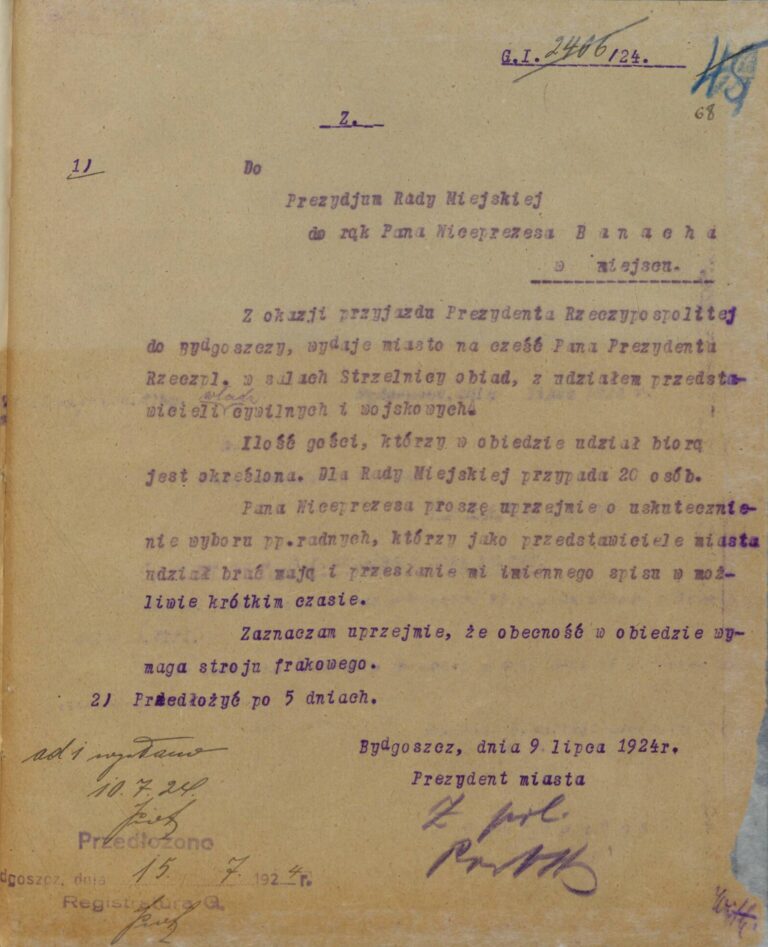 G.I. 2406/24.
48
68
Z.
1) Do
Prezydjum Rady Miejskiej
do rąk Pana Wiceprezesa B a n a c h a
w miejscu.
Z okazji przyjazdu Prezydenta Rzeczypospolitej
do Bydgoszczy, wydaje miasto na cześć Pana Prezydenta
Rzeczpl. w salach Strzelnicy obiad, z udziałem przedsta-
władz
wicieli cywilnych i wojskowych.
Ilość gości, którzy w obiedzie udział biorą
jest określona. Dla Rady Miejskiej przypada 20 osób.
Pana Wiceprezesa proszę uprzejmie o uskutecznie-
nie wyboru pp.radnych, którzy jako przedstawiciele miasta
udział brać mają i przesłanie mi imiennego spisu w moż-
liwie krótkim czasie.
Zaznaczam uprzejmie, że obecność w obiedzie wy-
maga stroju frakowego.
2) Przedłożyć po 5 dniach.
Bydgoszcz, dnia 9 lipca 1924r.
Prezydent miasta
Z pol.
ad 1 wysłano
10.7.24.
Przedłożono
dgoszcz, dnia 15 7. 1924 r.
Registratura G.